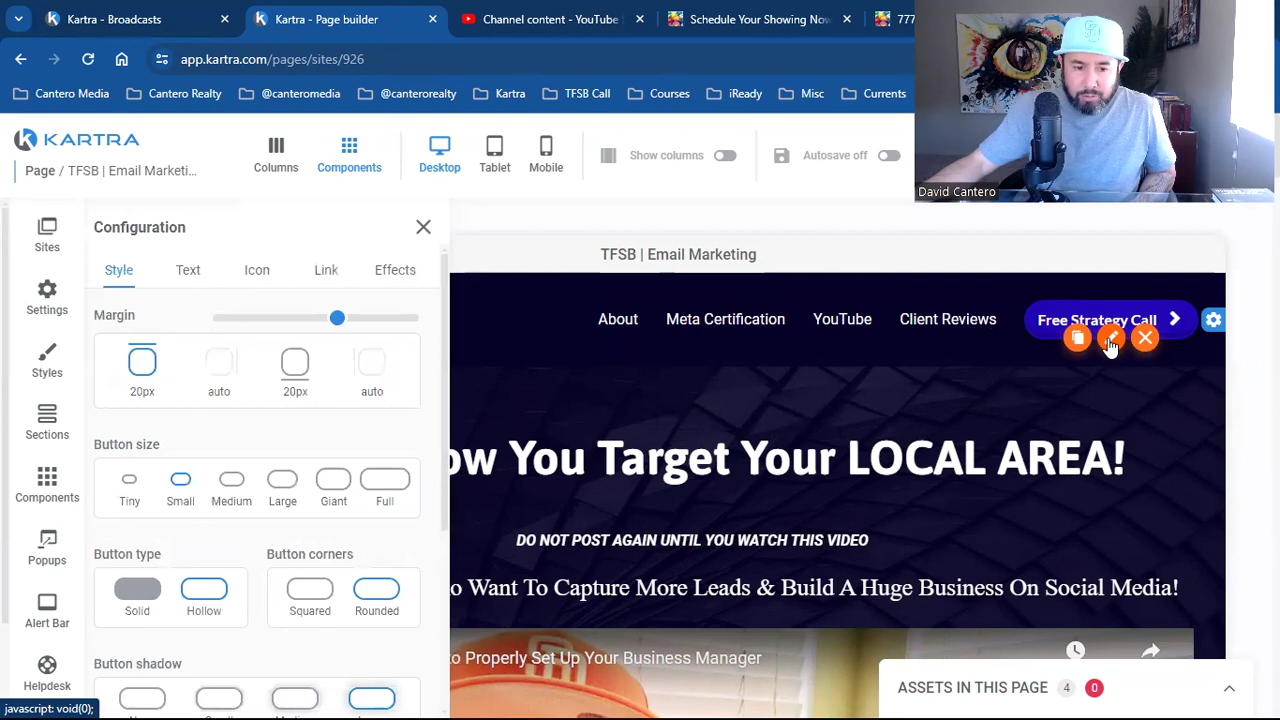 Kartra - Broadcasts
Kartra - Page builder
Channel content - YouTube S
Schedule Your Showing Now
777
app.kartra.com/pages/sites/926
Cantero Media
Cantero Realty
@canteromedia
@canterorealty
Kartra
TFSB Call
Courses
iReady
Misc
Currents
KARTRA
Page / TFSB | Email Marketi...
Columns
Components
Desktop
Tablet
Mobile
Show columns
Autosave off
David Cantero
Sites
Settings
Styles
Sections
Components
Popups
Alert Bar
Helpdesk
Configuration
Style
Text
Icon
Link
Effects
Margin
20px
auto
20px
auto
Button size
Tiny
Small
Medium
Large
Giant
Full
Button type
Button corners
Solid
Hollow
Squared
Rounded
Button shadow
TFSB | Email Marketing
About
Meta Certification
YouTube
Client Reviews
Free Strategy Call
ow You Target Your LOCAL AREA!
DO NOT POST AGAIN UNTIL YOU WATCH THIS VIDEO
o Want To Capture More Leads & Build A Huge Business On Social Media!
to Properly Set Up Your Business Manager
ASSETS IN THIS PAGE 4 0
javascript: void(0);